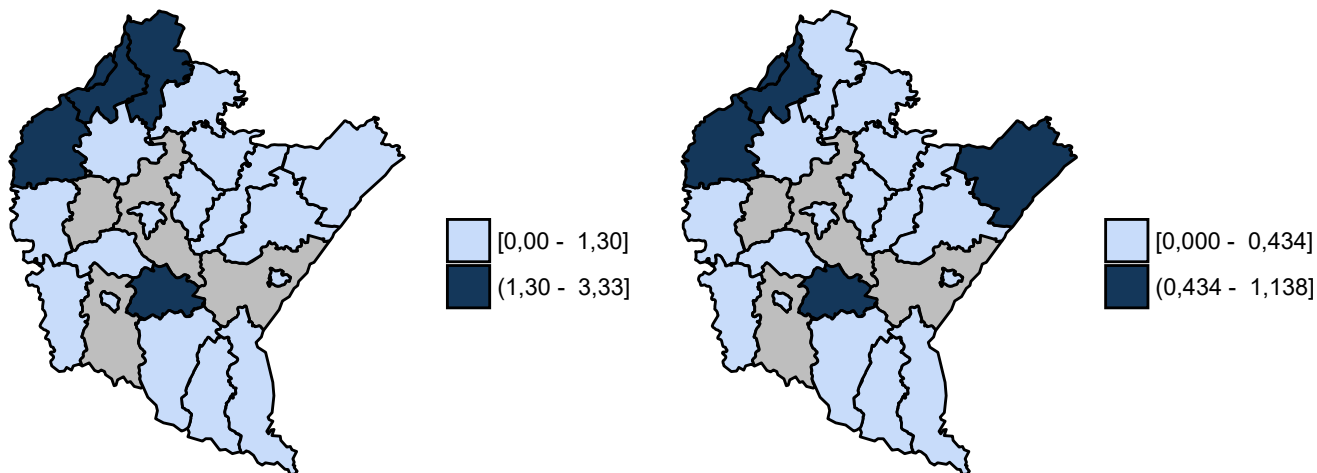 [0,00 - 1,30]
(1,30 - 3,33]
[0,000 - 0,434]
(0,434 - 1,138]